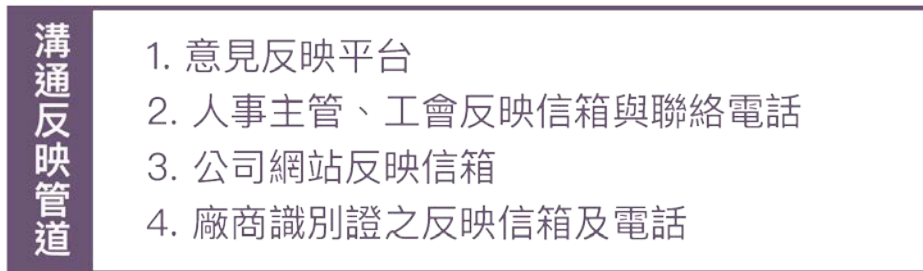 溝通反映管道
1. 意見反映平台
2. 人事主管、工會反映信箱與聯絡電話
3. 公司網站反映信箱
4. 廠商識別證之反映信箱及電話